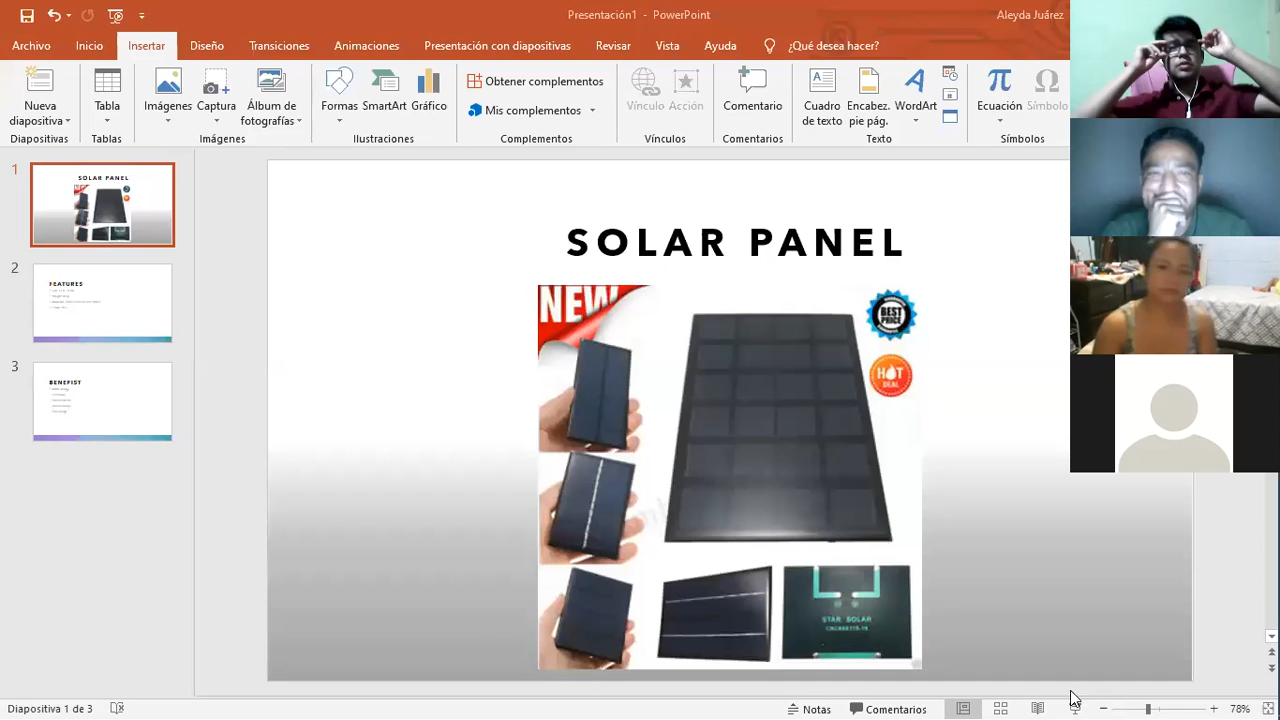 Presentación1 - PowerPoint
Aleyda Juárez
Archivo Inicio Insertar Diseño Transiciones Animaciones Presentación con diapositivas Revisar Vista Ayuda ¿Qué desea hacer?
Nueva diapositiva
Tabla
Imágenes
Captura
Álbum de fotografías
Formas
SmartArt
Gráfico
Obtener complementos
Mis complementos
Vínculo
Acción
Comentario
Cuadro de texto
Encabez. pie pág.
WordArt
Ecuación
Símbolo
Diapositivas Tablas Imágenes Ilustraciones Complementos Vínculos Comentarios Texto Símbolos
1
SOLAR PANEL
2
FEATURES
3
BENEFIST
SOLAR PANEL
NEW
BEST PRICE
HOT DEAL
STAR SOLAR
Diapositiva 1 de 3
Notas
Comentarios
78%